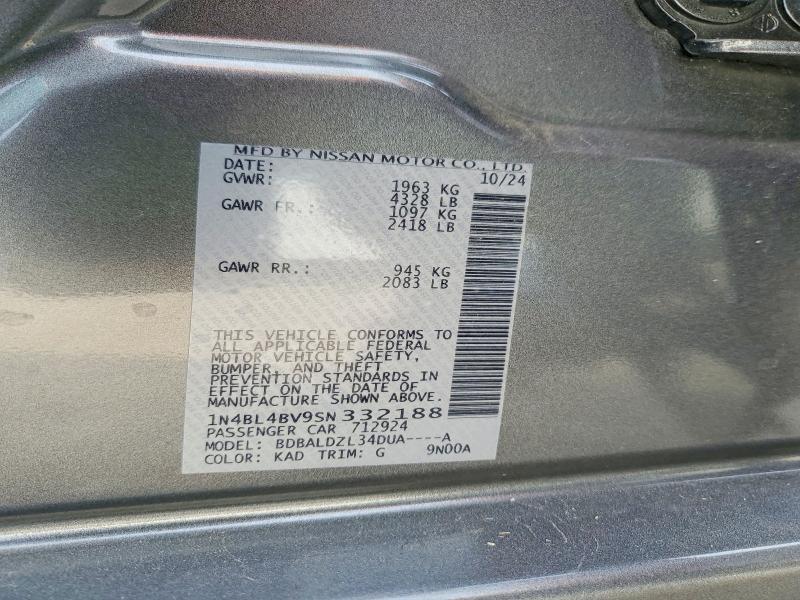 MFD BY NISSAN MOTOR CO., LTD.
DATE: 10/24
GVWR: 1963 KG
4328 LB
GAWR FR.: 1097 KG
2418 LB
GAWR RR.: 945 KG
2083 LB
THIS VEHICLE CONFORMS TO
ALL APPLICABLE FEDERAL
MOTOR VEHICLE SAFETY,
BUMPER, AND THEFT
PREVENTION STANDARDS IN
EFFECT ON THE DATE OF
MANUFACTURE SHOWN ABOVE.
1N4BL4BV9SN332188
PASSENGER CAR 712924
MODEL: BDBALDZL34DUA----A
COLOR: KAD TRIM: G 9N00A